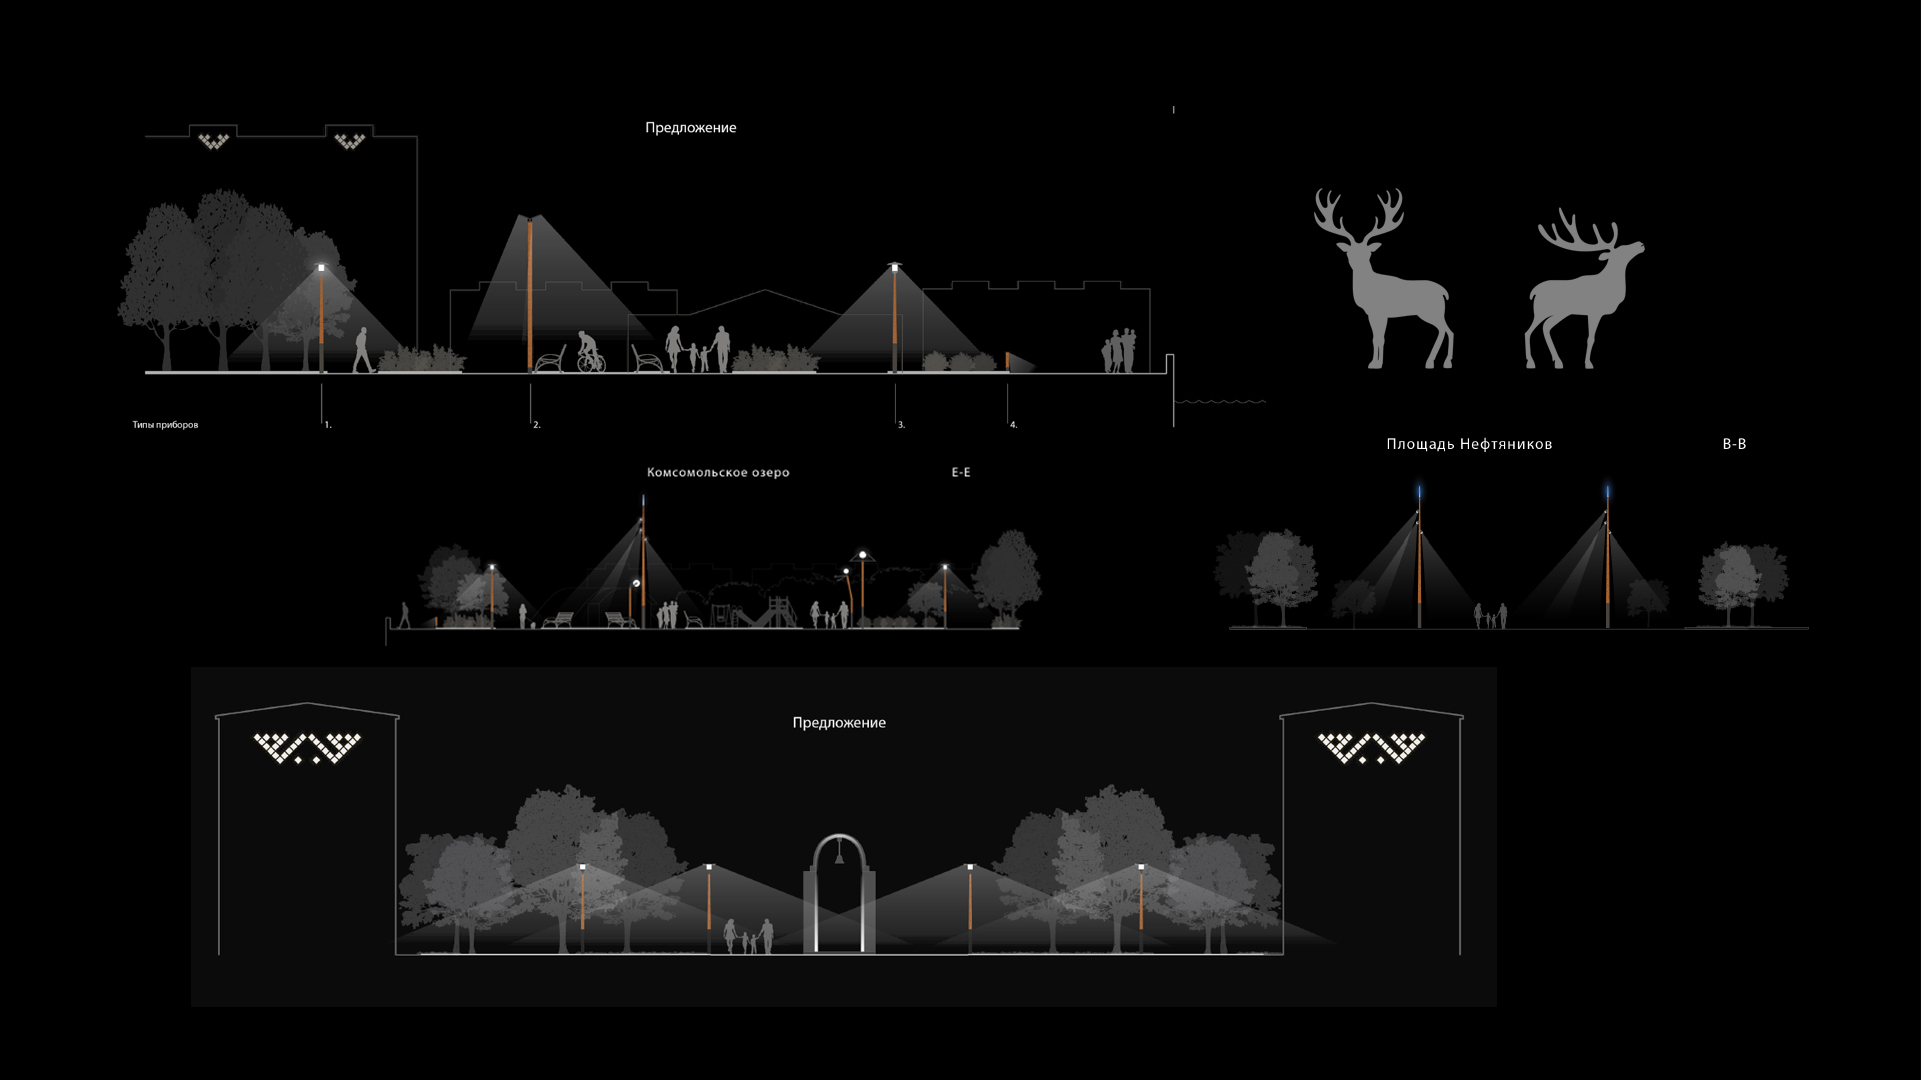 Предложение
Типы приборов
1.
2.
3.
4.
Площадь Нефтяников
В-В
Комсомольское озеро
Е-Е
Предложение